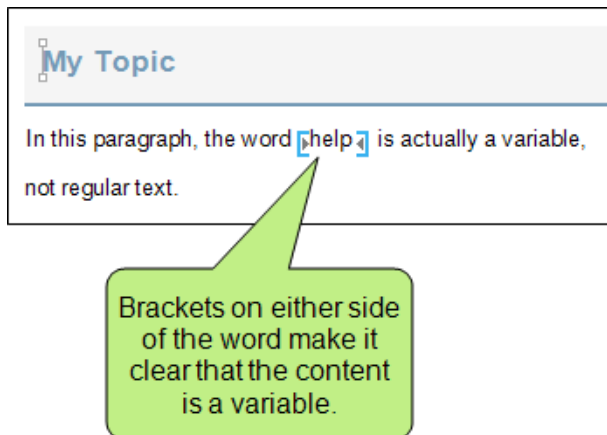 My Topic
In this paragraph, the word help is actually a variable,
not regular text.
Brackets on either side
of the word make it
clear that the content
is a variable.